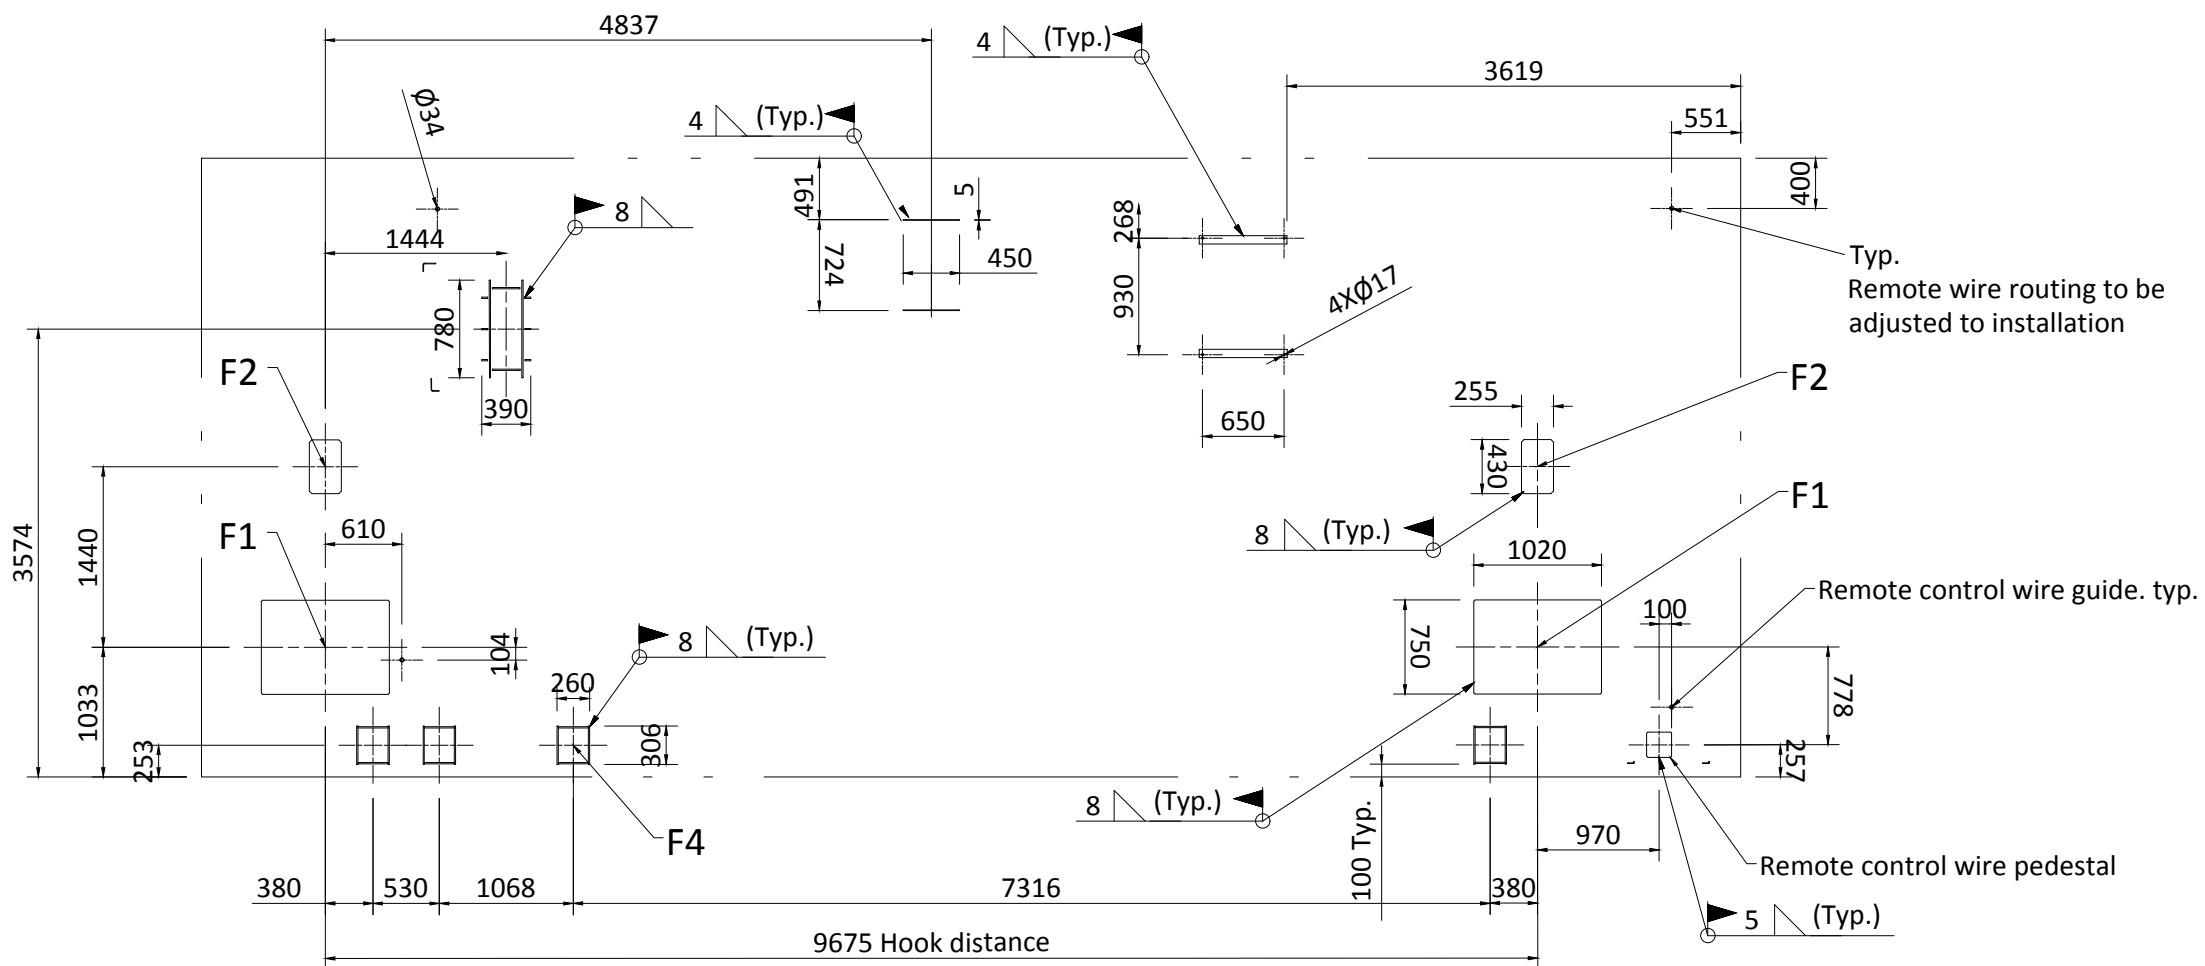 4837
4 (Typ.)
3619
Ø34
4 (Typ.)
551
491
5
400
8
268
1444
724
450
Typ.
Remote wire routing to be
adjusted to installation
930
4XØ17
780
F2
F2
255
390
650
430
F1
F1
610
8 (Typ.)
1020
3574
1440
Remote control wire guide. typ.
100
104
8 (Typ.)
750
260
778
1033
306
253
257
8 (Typ.)
100 Typ.
F4
970
Remote control wire pedestal
380
530
1068
7316
380
5 (Typ.)
9675 Hook distance